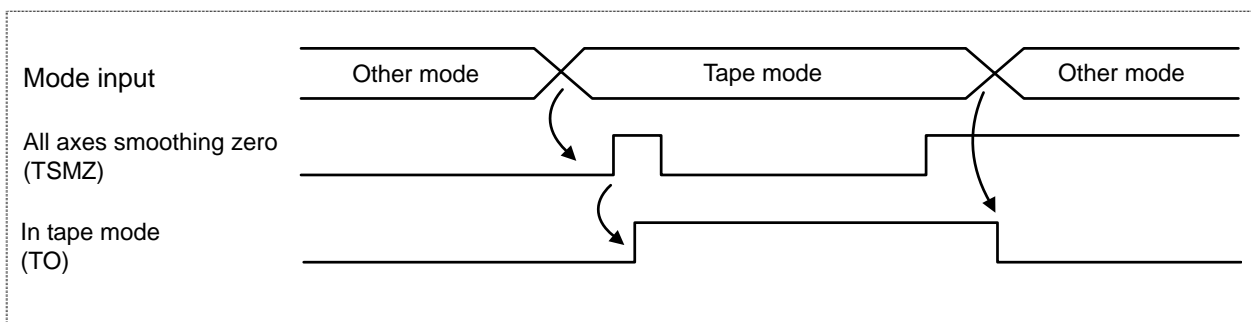 Mode input
Other mode
Tape mode
Other mode
All axes smoothing zero
(TSMZ)
In tape mode
(TO)